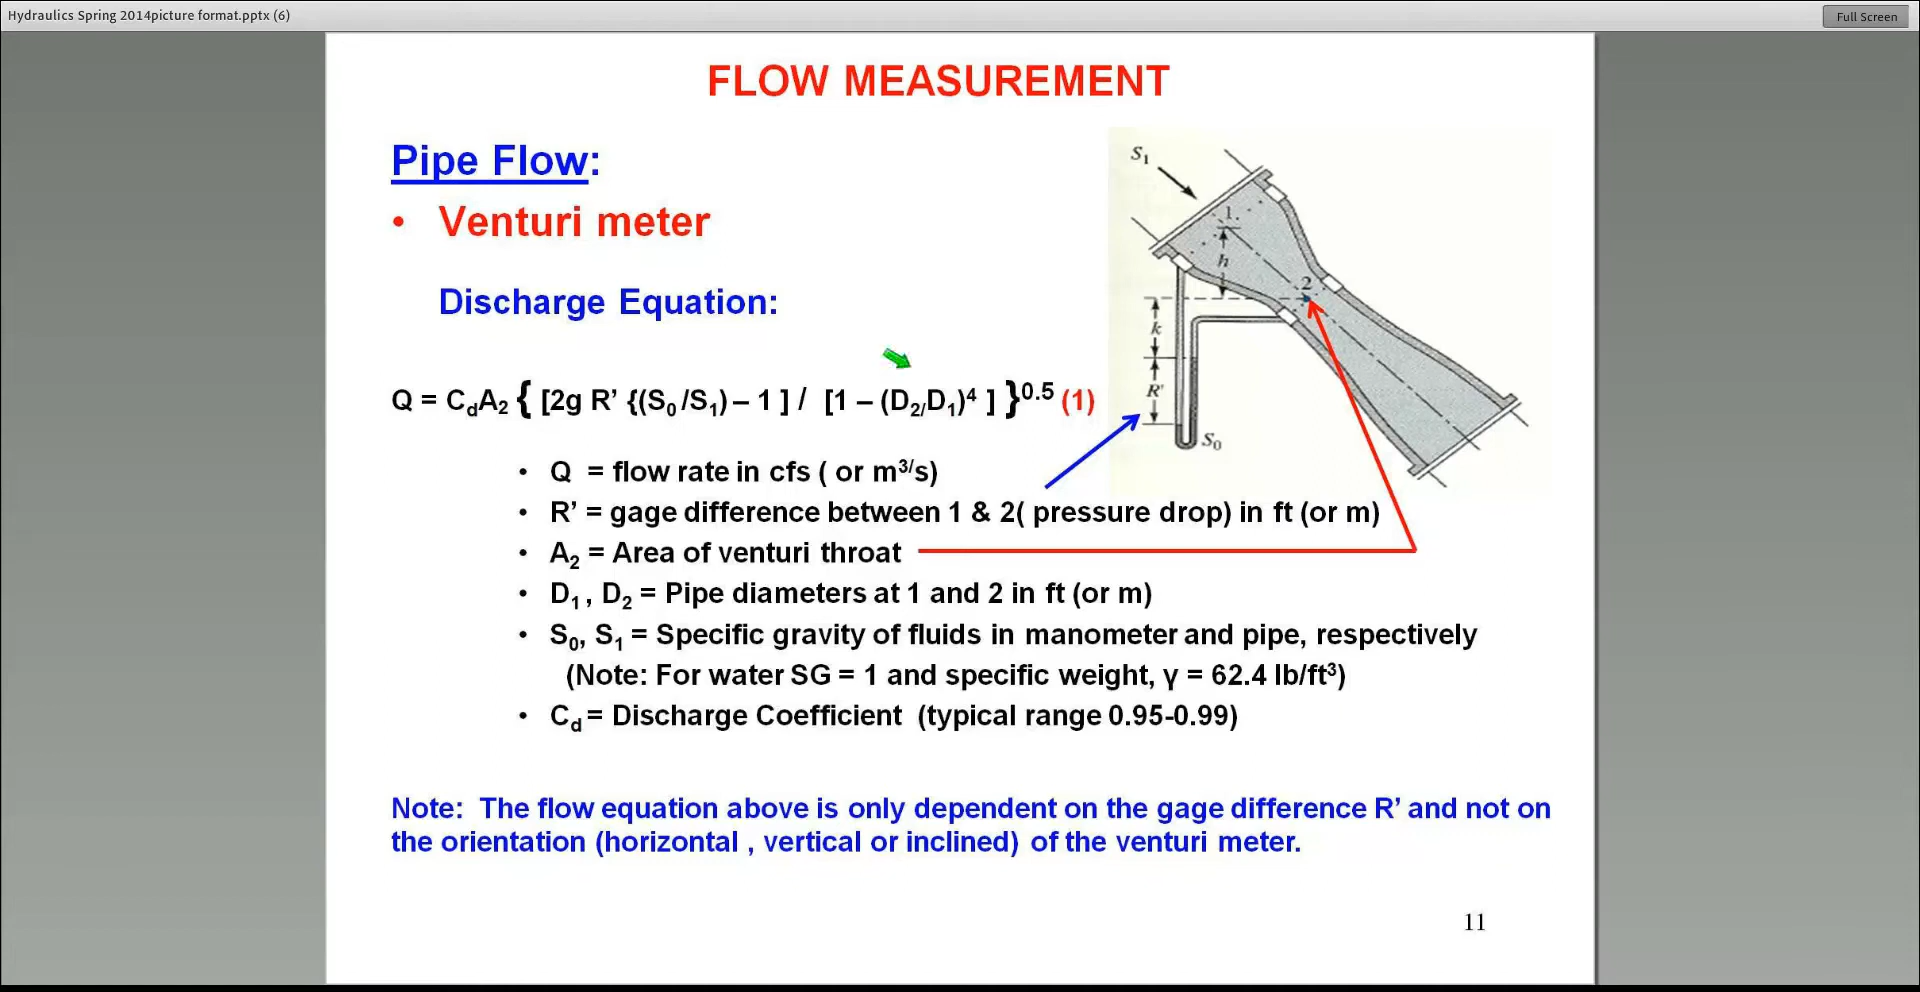 Hydraulics Spring 2014picture format.pptx (6)
Full Screen
FLOW MEASUREMENT
Pipe Flow:
• Venturi meter
Discharge Equation:
Q = CdA2 { [2g R’ {(S0 /S1) – 1 ] / [1 – (D2/D1)4 ] }0.5 (1)
• Q = flow rate in cfs ( or m3/s)
• R’ = gage difference between 1 & 2( pressure drop) in ft (or m)
• A2 = Area of venturi throat
• D1 , D2 = Pipe diameters at 1 and 2 in ft (or m)
• S0, S1 = Specific gravity of fluids in manometer and pipe, respectively
(Note: For water SG = 1 and specific weight, γ = 62.4 lb/ft3)
• Cd = Discharge Coefficient (typical range 0.95-0.99)
Note: The flow equation above is only dependent on the gage difference R’ and not on
the orientation (horizontal , vertical or inclined) of the venturi meter.
S1
1
h
2
k
R'
S0
11